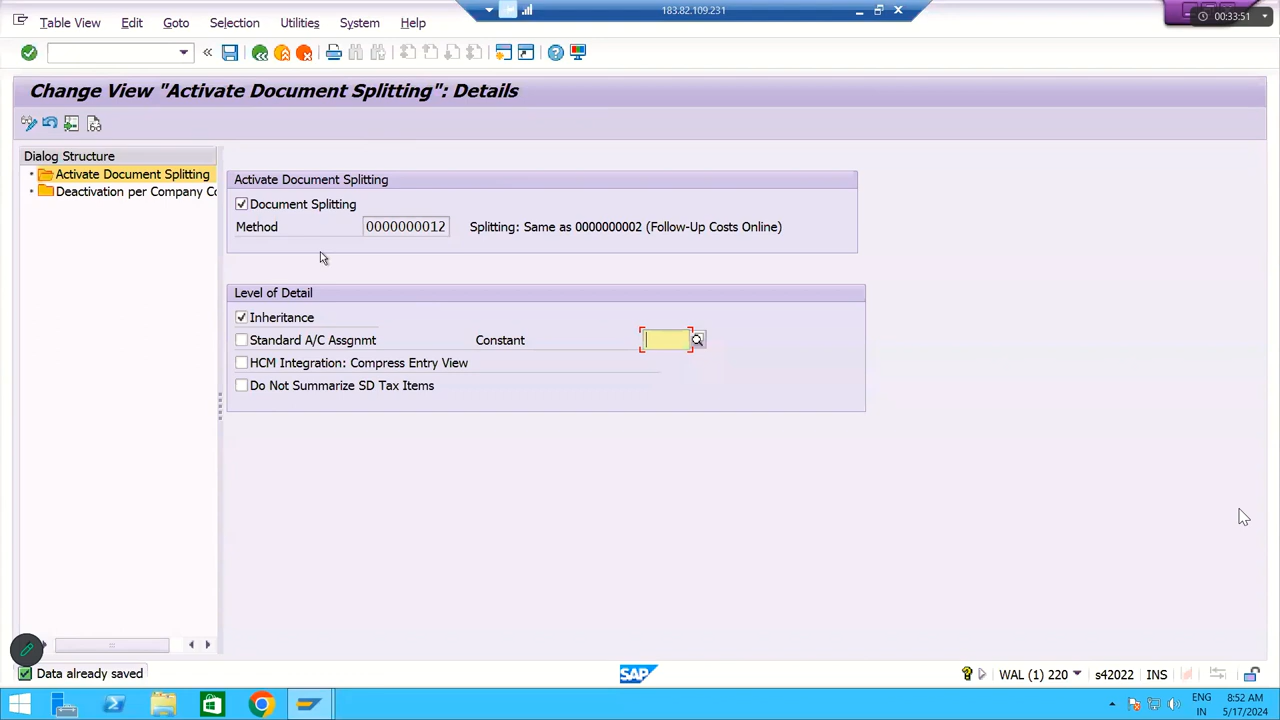 183.82.109.231
00:33:51
Table View Edit Goto Selection Utilities System Help
Change View "Activate Document Splitting": Details
Dialog Structure
Activate Document Splitting
Deactivation per Company Co
Activate Document Splitting
Document Splitting
Method 0000000012 Splitting: Same as 0000000002 (Follow-Up Costs Online)
Level of Detail
Inheritance
Standard A/C Assgnmt Constant
HCM Integration: Compress Entry View
Do Not Summarize SD Tax Items
Data already saved
SAP
WAL (1) 220 s42022 INS
ENG 8:52 AM
IN 5/17/2024